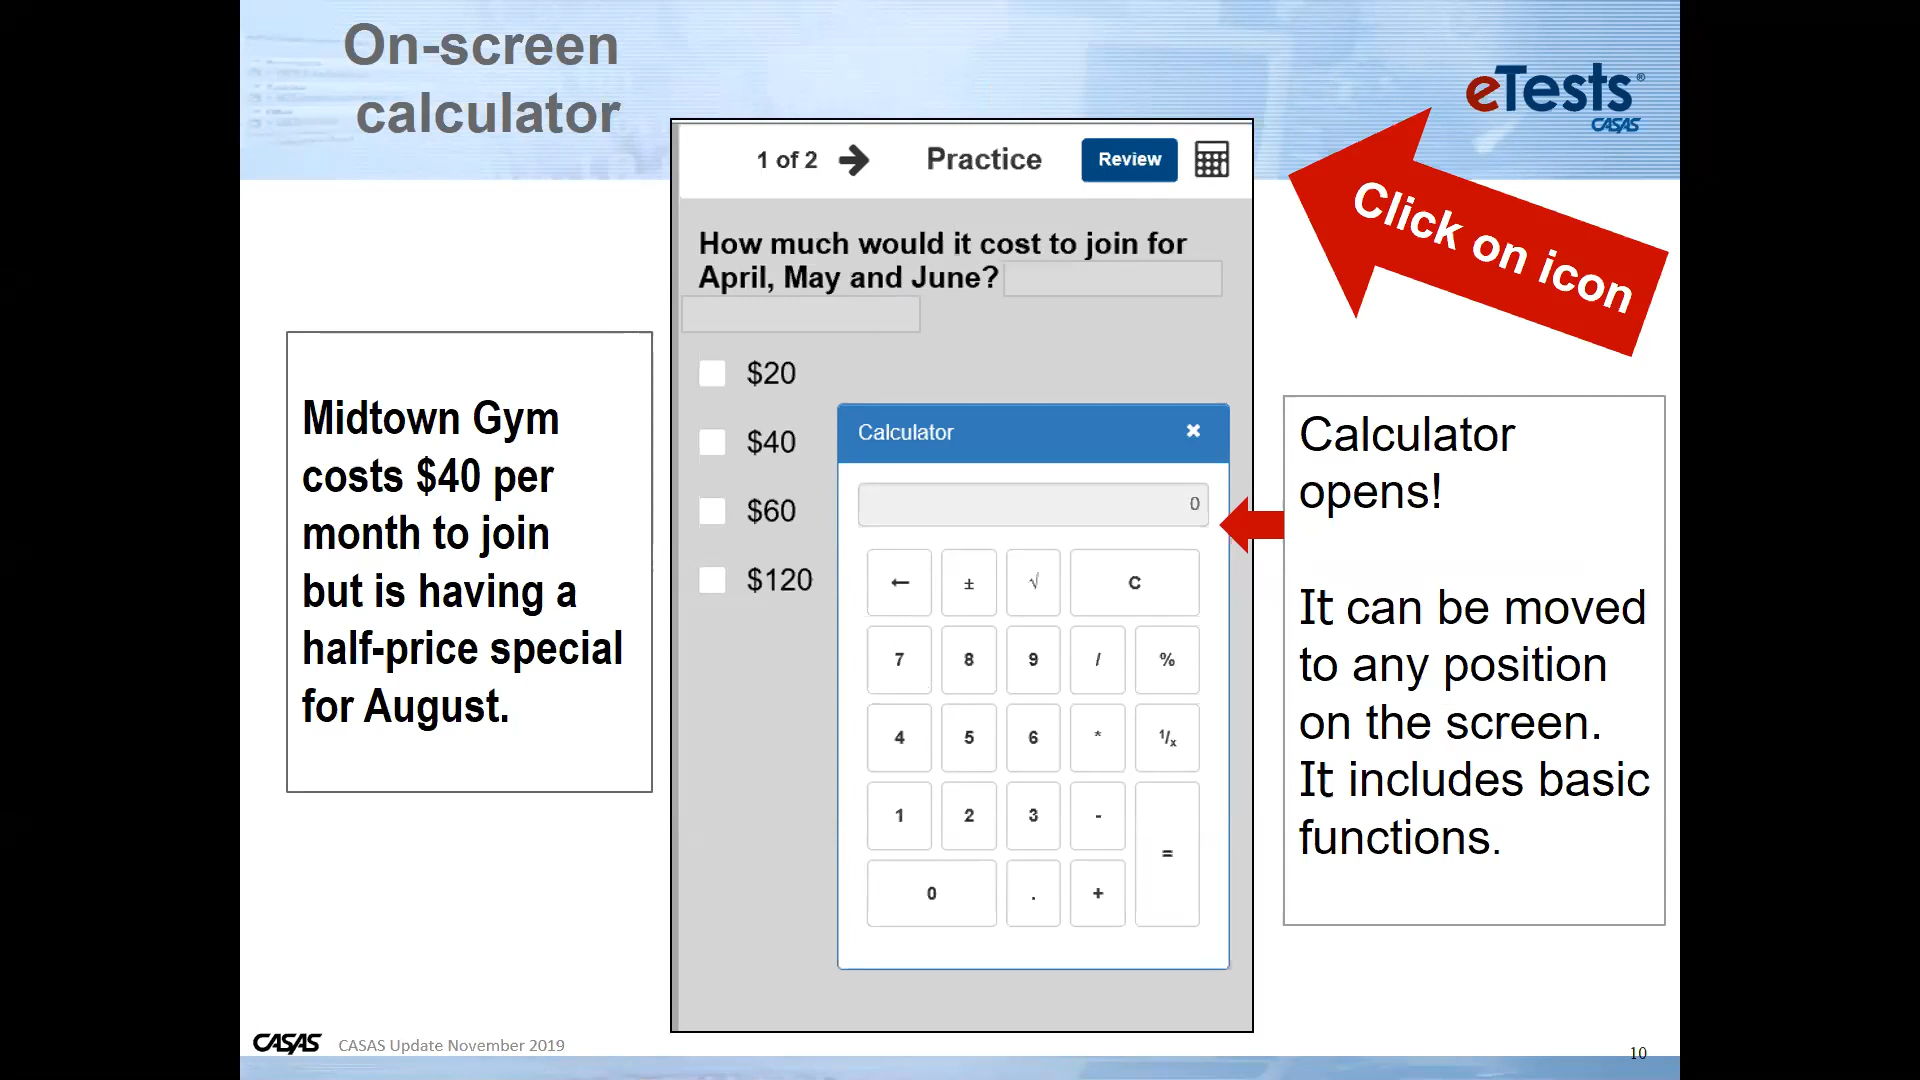 On-screen
calculator
eTests®
CASAS
1 of 2
Practice
Review
Click on icon
How much would it cost to join for
April, May and June?
$20
$40
$60
$120
Midtown Gym
costs $40 per
month to join
but is having a
half-price special
for August.
Calculator
×
0
← ± √ C
7 8 9 / %
4 5 6 * 1/x
1 2 3 -
=
0 . +
Calculator
opens!
It can be moved
to any position
on the screen.
It includes basic
functions.
CASAS
CASAS Update November 2019
10